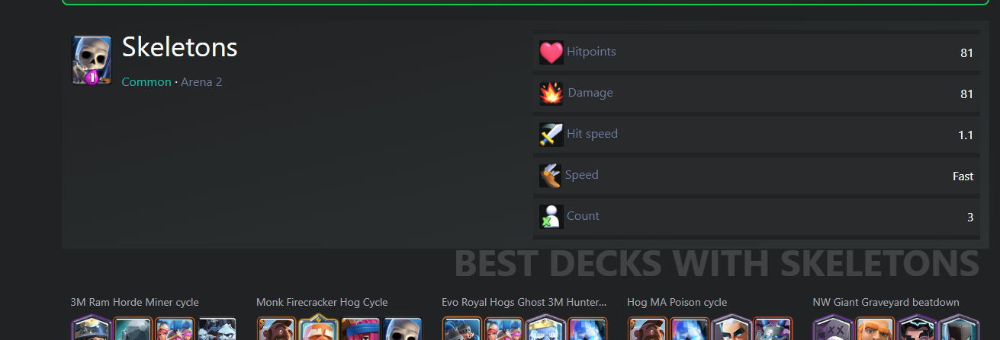 Skeletons
1
Common · Arena 2
Hitpoints 81
Damage 81
Hit speed 1.1
Speed Fast
Count 3
BEST DECKS WITH SKELETONS
3M Ram Horde Miner cycle
Monk Firecracker Hog Cycle
Evo Royal Hogs Ghost 3M Hunter...
Hog MA Poison cycle
NW Giant Graveyard beatdown